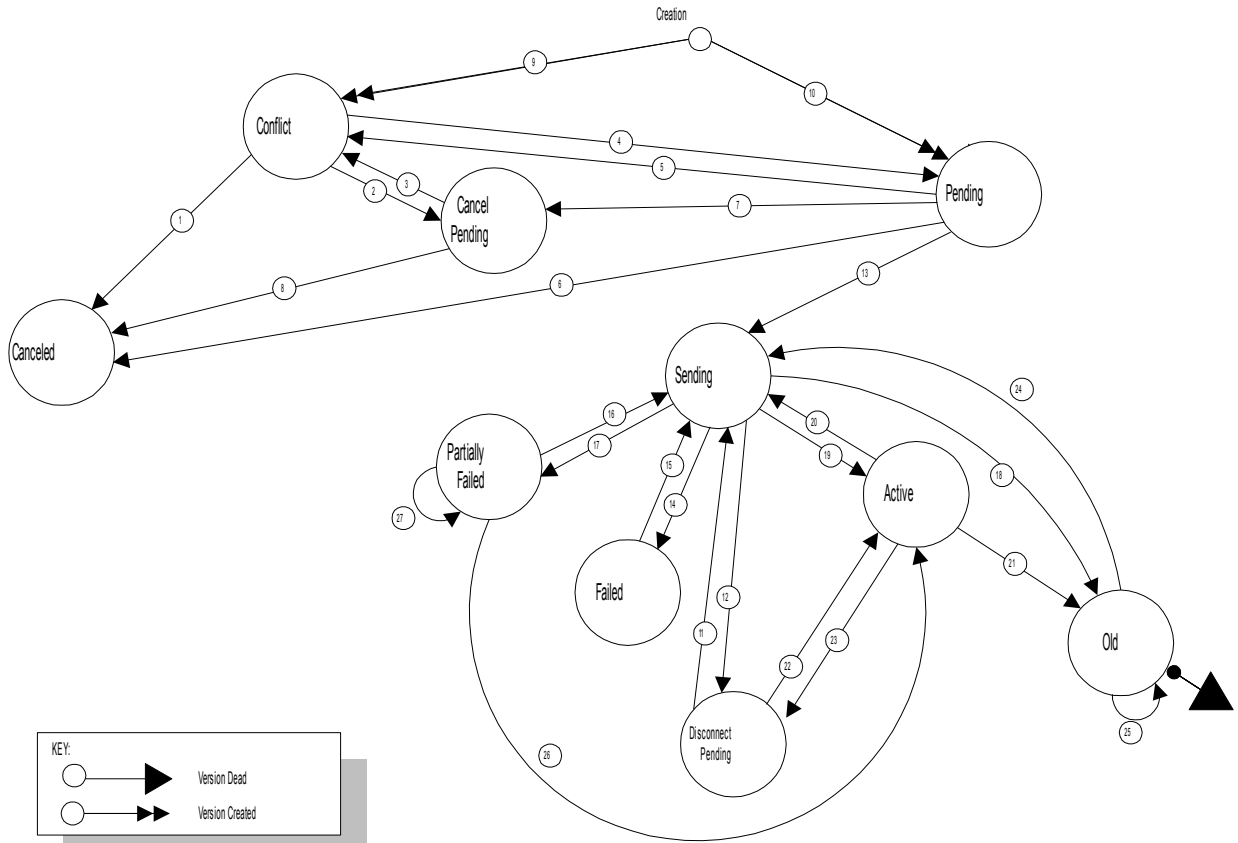 Creation
9
10
Conflict
4
5
3
2
Cancel
Pending
7
Pending
1
8
6
13
Canceled
Sending
24
16
20
17
19
Partially
Failed
15
18
14
Active
27
21
Failed
12
11
23
22
Old
Disconnect
Pending
25
26
KEY:
Version Dead
Version Created